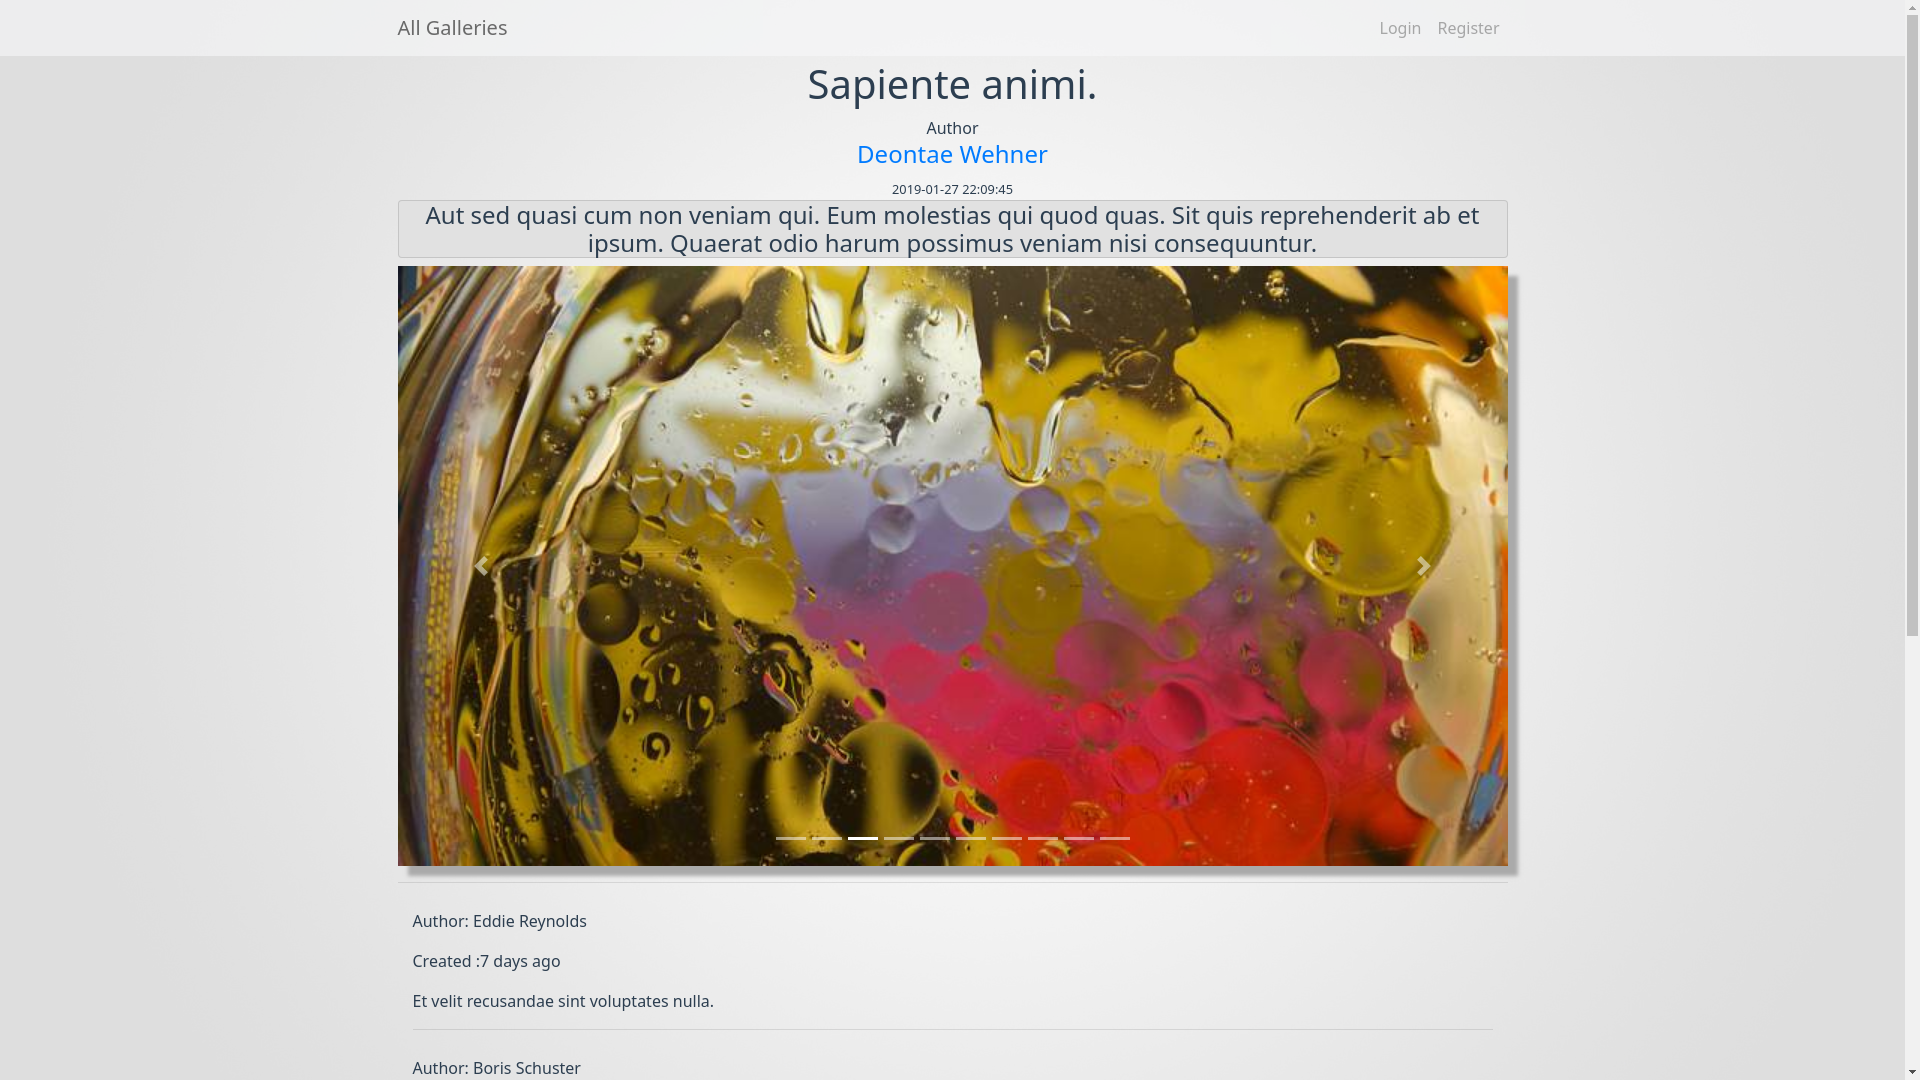 All Galleries
Login
Register
Sapiente animi.
Author
Deontae Wehner
2019-01-27 22:09:45
Aut sed quasi cum non veniam qui. Eum molestias qui quod quas. Sit quis reprehenderit ab et
ipsum. Quaerat odio harum possimus veniam nisi consequuntur.
Author: Eddie Reynolds
Created :7 days ago
Et velit recusandae sint voluptates nulla.
Author: Boris Schuster